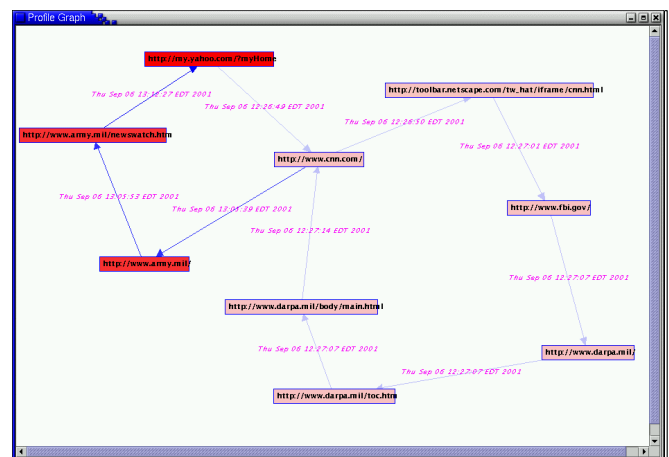 Profile Graph
http://my.yahoo.com/?myHome
http://toolbar.netscape.com/tw_hat/iframe/cnn.html
Thu Sep 06 13:12:27 EDT 2001
Thu Sep 06 12:26:49 EDT 2001
Thu Sep 06 12:26:50 EDT 2001
http://www.army.mil/newswatch.htm
Thu Sep 06 12:27:01 EDT 2001
http://www.cnn.com/
Thu Sep 06 13:05:53 EDT 2001
Thu Sep 06 13:05:39 EDT 2001
http://www.fbi.gov/
Thu Sep 06 12:27:14 EDT 2001
http://www.army.mil/
Thu Sep 06 12:27:07 EDT 2001
http://www.darpa.mil/body/main.html
Thu Sep 06 12:27:07 EDT 2001
http://www.darpa.mil/
Thu Sep 06 12:27:07 EDT 2001
http://www.darpa.mil/toc.htm